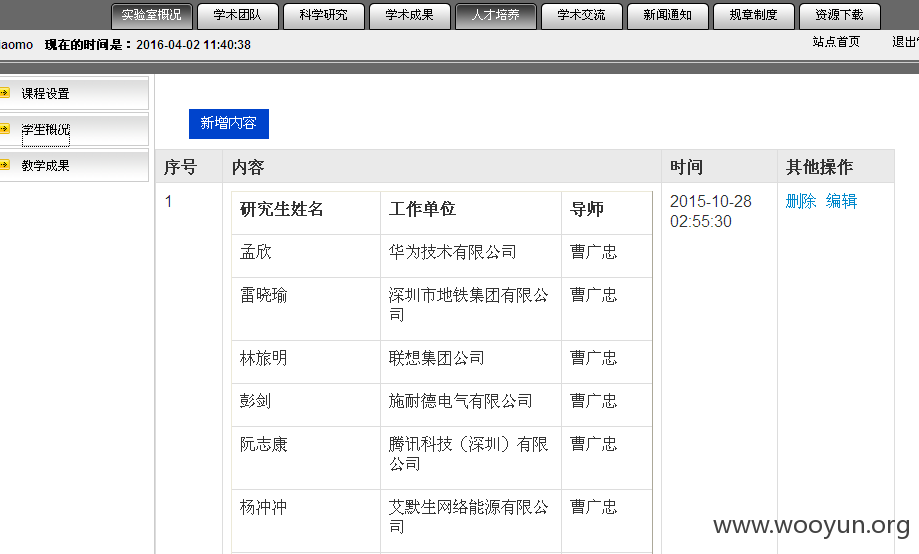 实验室概况 学术团队 科学研究 学术成果 人才培养 学术交流 新闻通知 规章制度 资源下载
iaomo 现在的时间是：2016-04-02 11:40:38 站点首页 退出
课程设置
学生概况
教学成果
新增内容
序号 内容 时间 其他操作
1 研究生姓名 工作单位 导师 2015-10-28 02:55:30 删除 编辑
孟欣 华为技术有限公司 曹广忠
雷晓瑜 深圳市地铁集团有限公司 曹广忠
林旅明 联想集团公司 曹广忠
彭剑 施耐德电气有限公司 曹广忠
阮志康 腾讯科技（深圳）有限公司 曹广忠
杨冲冲 艾默生网络能源有限公司 曹广忠
www.wooyun.org